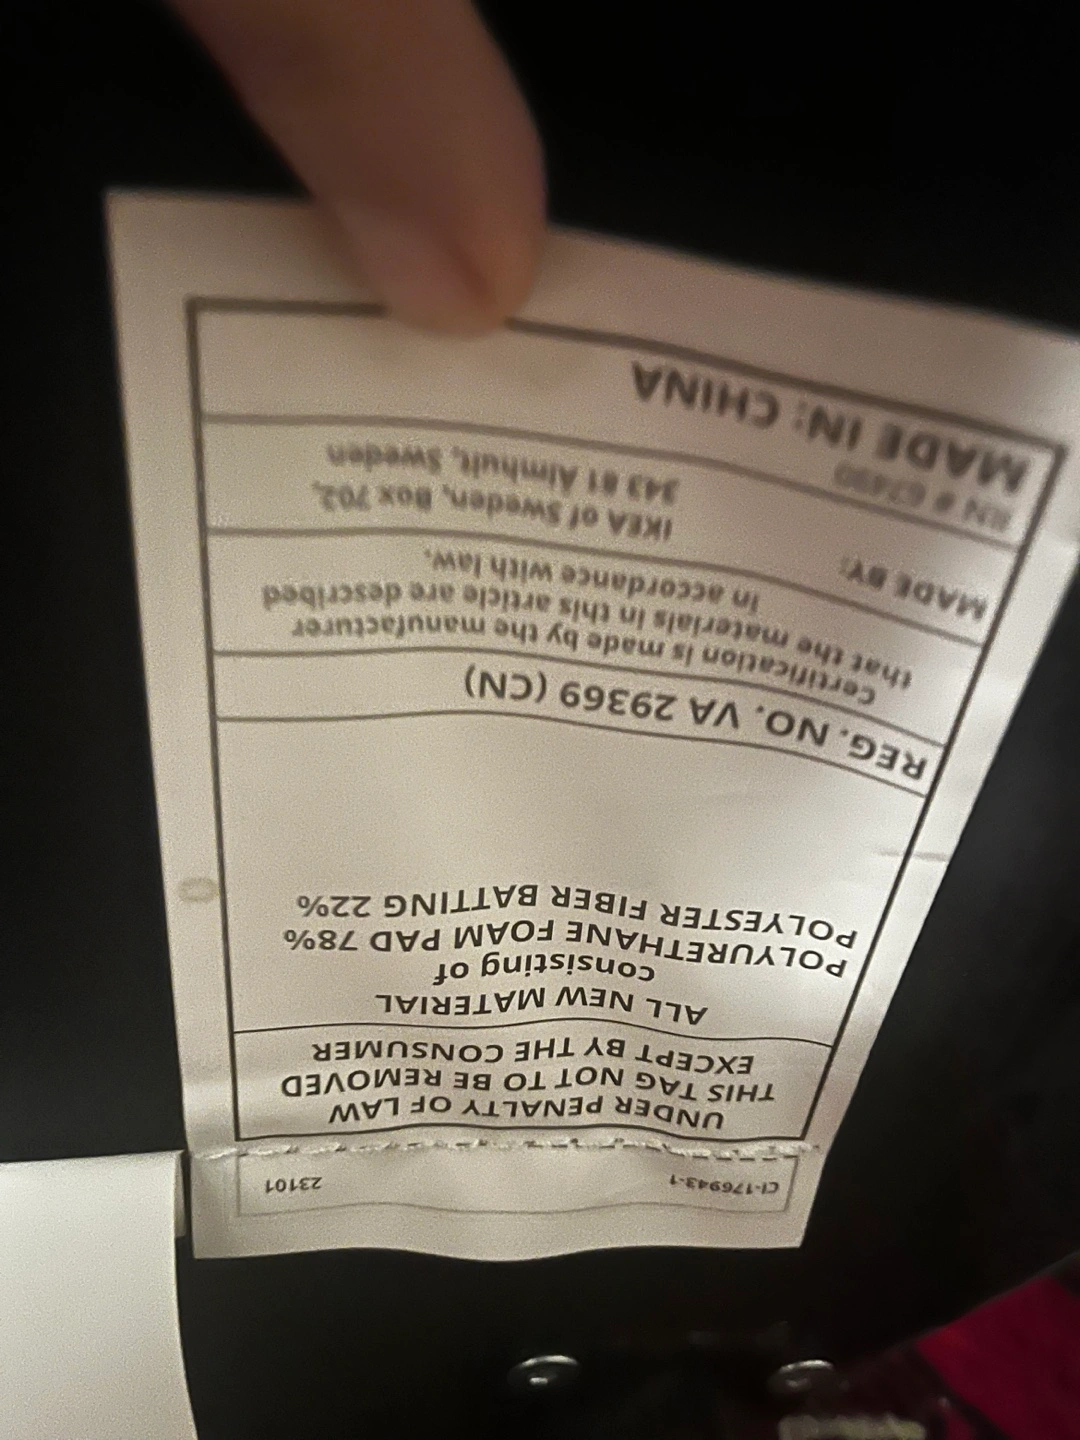 CI-176943-1 23101
UNDER PENALTY OF LAW
THIS TAG NOT TO BE REMOVED
EXCEPT BY THE CONSUMER
ALL NEW MATERIAL
consisting of
POLYURETHANE FOAM PAD 78%
POLYESTER FIBER BATTING 22%
REG. NO. VA 29369 (CN)
Certification is made by the manufacturer
that the materials in this article are described
in accordance with law.
MADE BY: IKEA of Sweden, Box 702,
343 81 Almhult, Sweden
RN # 67490
MADE IN: CHINA